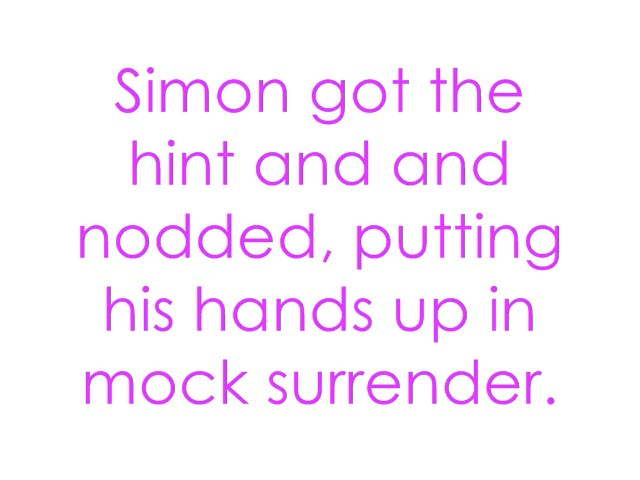 Simon got the
hint and and
nodded, putting
his hands up in
mock surrender.